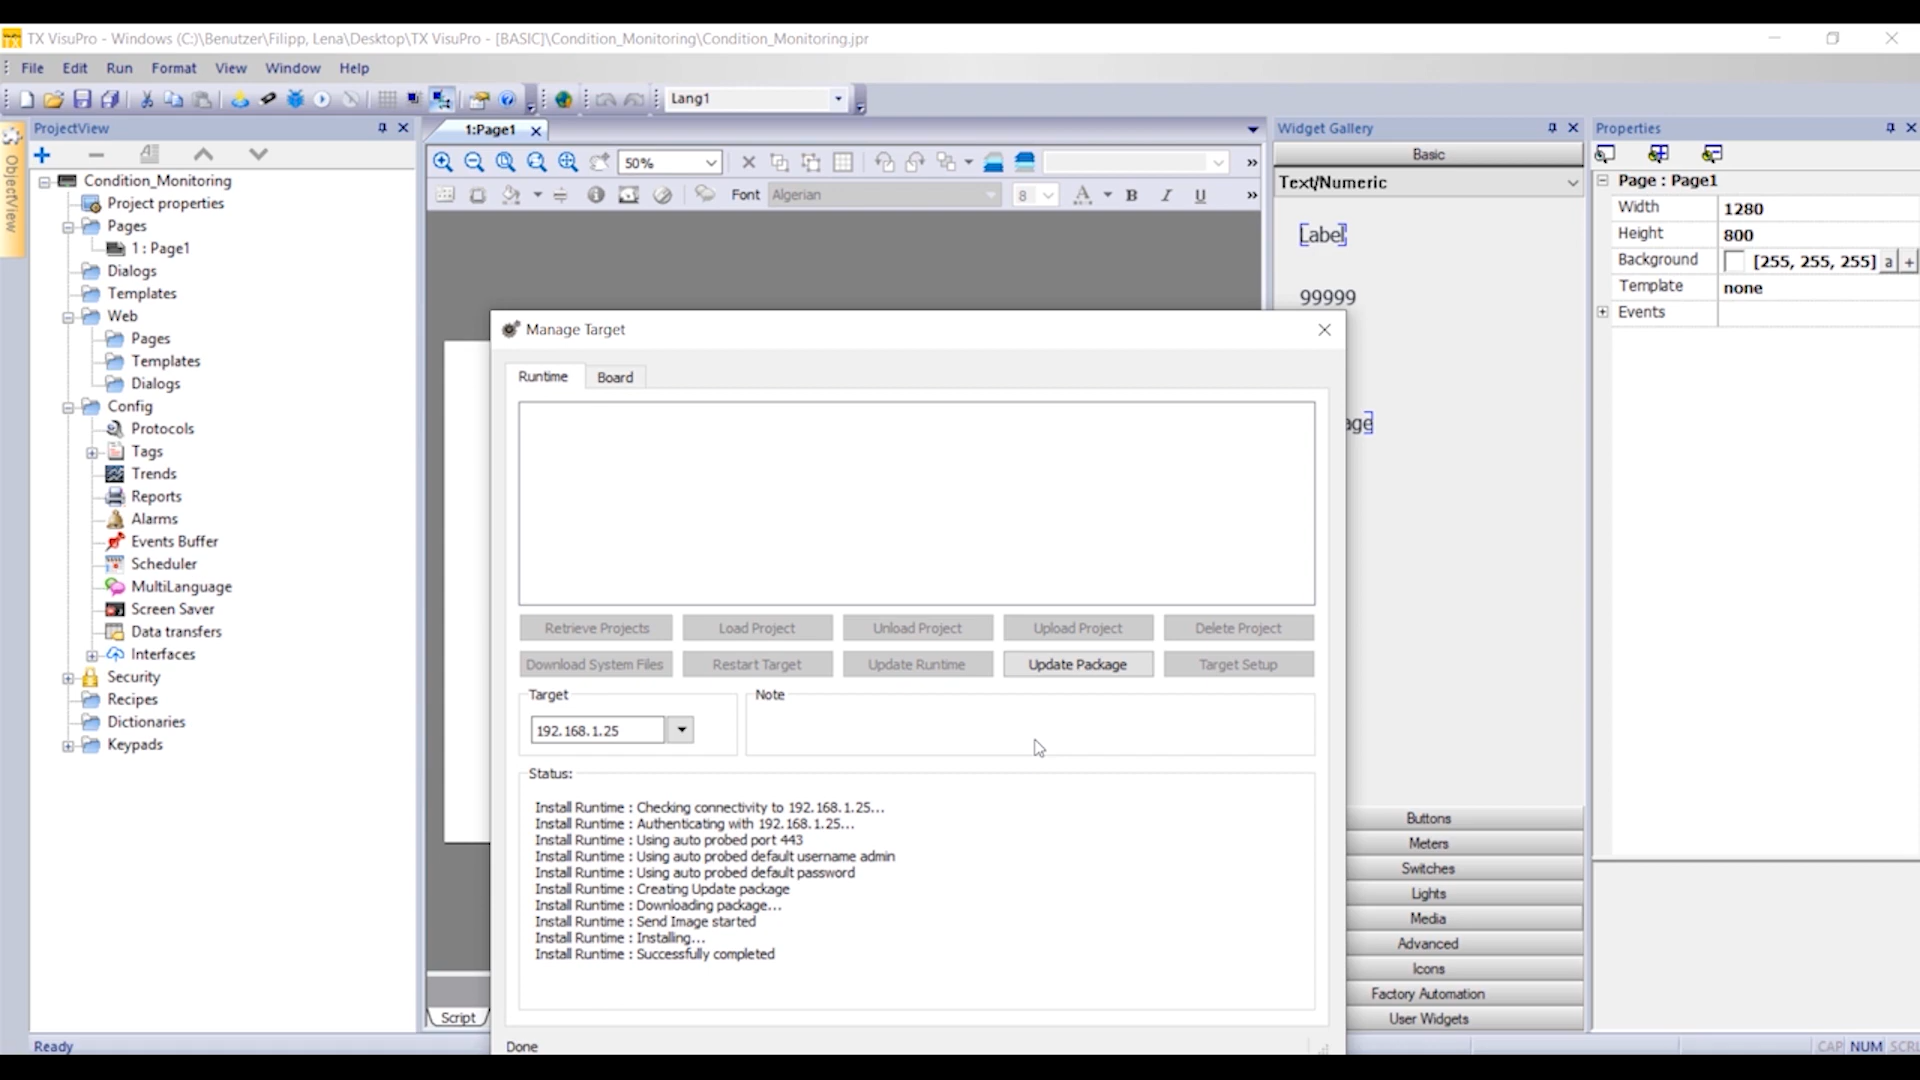 TX VisuPro - Windows (C:)\Benutzer\Filipp, Lena\Desktop\TX VisuPro - [BASIC]\Condition_Monitoring\Condition_Monitoring.jpr
File Edit Run Format View Window Help
Lang1
ObjectView
ProjectView
Condition_Monitoring
Project properties
Pages
1 : Page1
Dialogs
Templates
Web
Pages
Templates
Dialogs
Config
Protocols
Tags
Trends
Reports
Alarms
Events Buffer
Scheduler
MultiLanguage
Screen Saver
Data transfers
Interfaces
Security
Recipes
Dictionaries
Keypads
1:Page1
50%
Font Algerian 8 A B I U
Script
Manage Target
Runtime Board
Retrieve Projects Load Project Unload Project Upload Project Delete Project
Download System Files Restart Target Update Runtime Update Package Target Setup
Target Note
192.168.1.25
Status:
Install Runtime : Checking connectivity to 192.168.1.25...
Install Runtime : Authenticating with 192.168.1.25...
Install Runtime : Using auto probed port 443
Install Runtime : Using auto probed default username admin
Install Runtime : Using auto probed default password
Install Runtime : Creating Update package
Install Runtime : Downloading package...
Install Runtime : Send Image started
Install Runtime : Installing...
Install Runtime : Successfully completed
Done
Widget Gallery
Basic
Text/Numeric
Label
99999
age
Buttons
Meters
Switches
Lights
Media
Advanced
Icons
Factory Automation
User Widgets
Properties
Page : Page1
Width 1280
Height 800
Background [255, 255, 255] a +
Template none
Events
Ready
CAP NUM SCRL